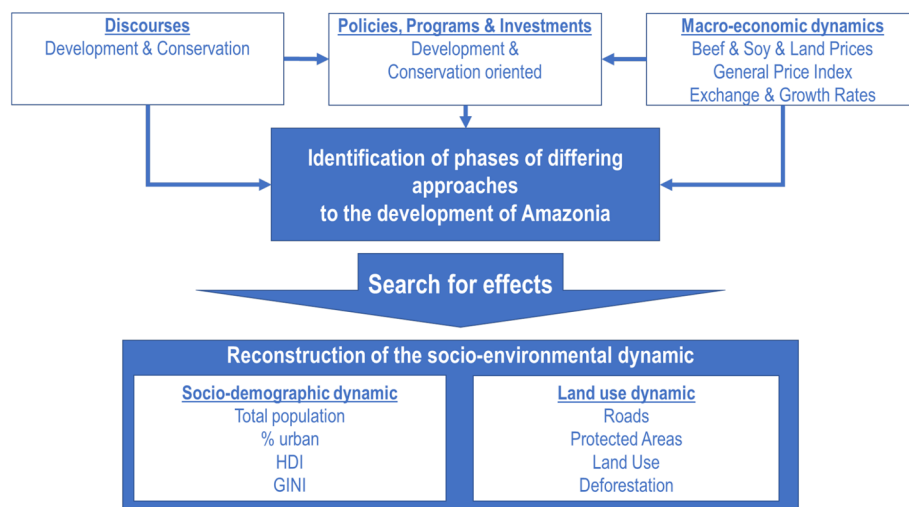 Discourses
Development & Conservation
Policies, Programs & Investments
Development &
Conservation oriented
Macro-economic dynamics
Beef & Soy & Land Prices
General Price Index
Exchange & Growth Rates
Identification of phases of differing
approaches
to the development of Amazonia
Search for effects
Reconstruction of the socio-environmental dynamic
Socio-demographic dynamic
Total population
% urban
HDI
GINI
Land use dynamic
Roads
Protected Areas
Land Use
Deforestation